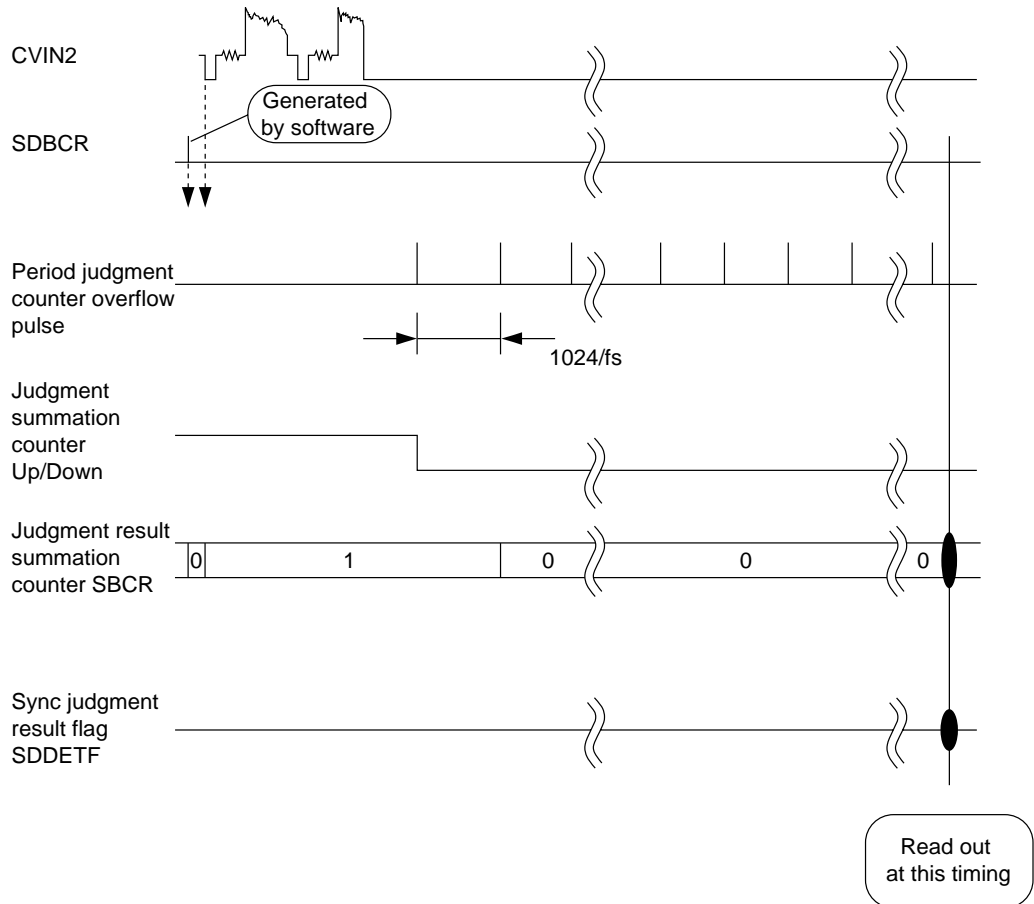 CVIN2
Generated
by software
SDBCR
Period judgment
counter overflow
pulse
1024/fs
Judgment
summation
counter
Up/Down
Judgment result
summation
counter SBCR
0
1
0
0
0
Sync judgment
result flag
SDDETF
Read out
at this timing